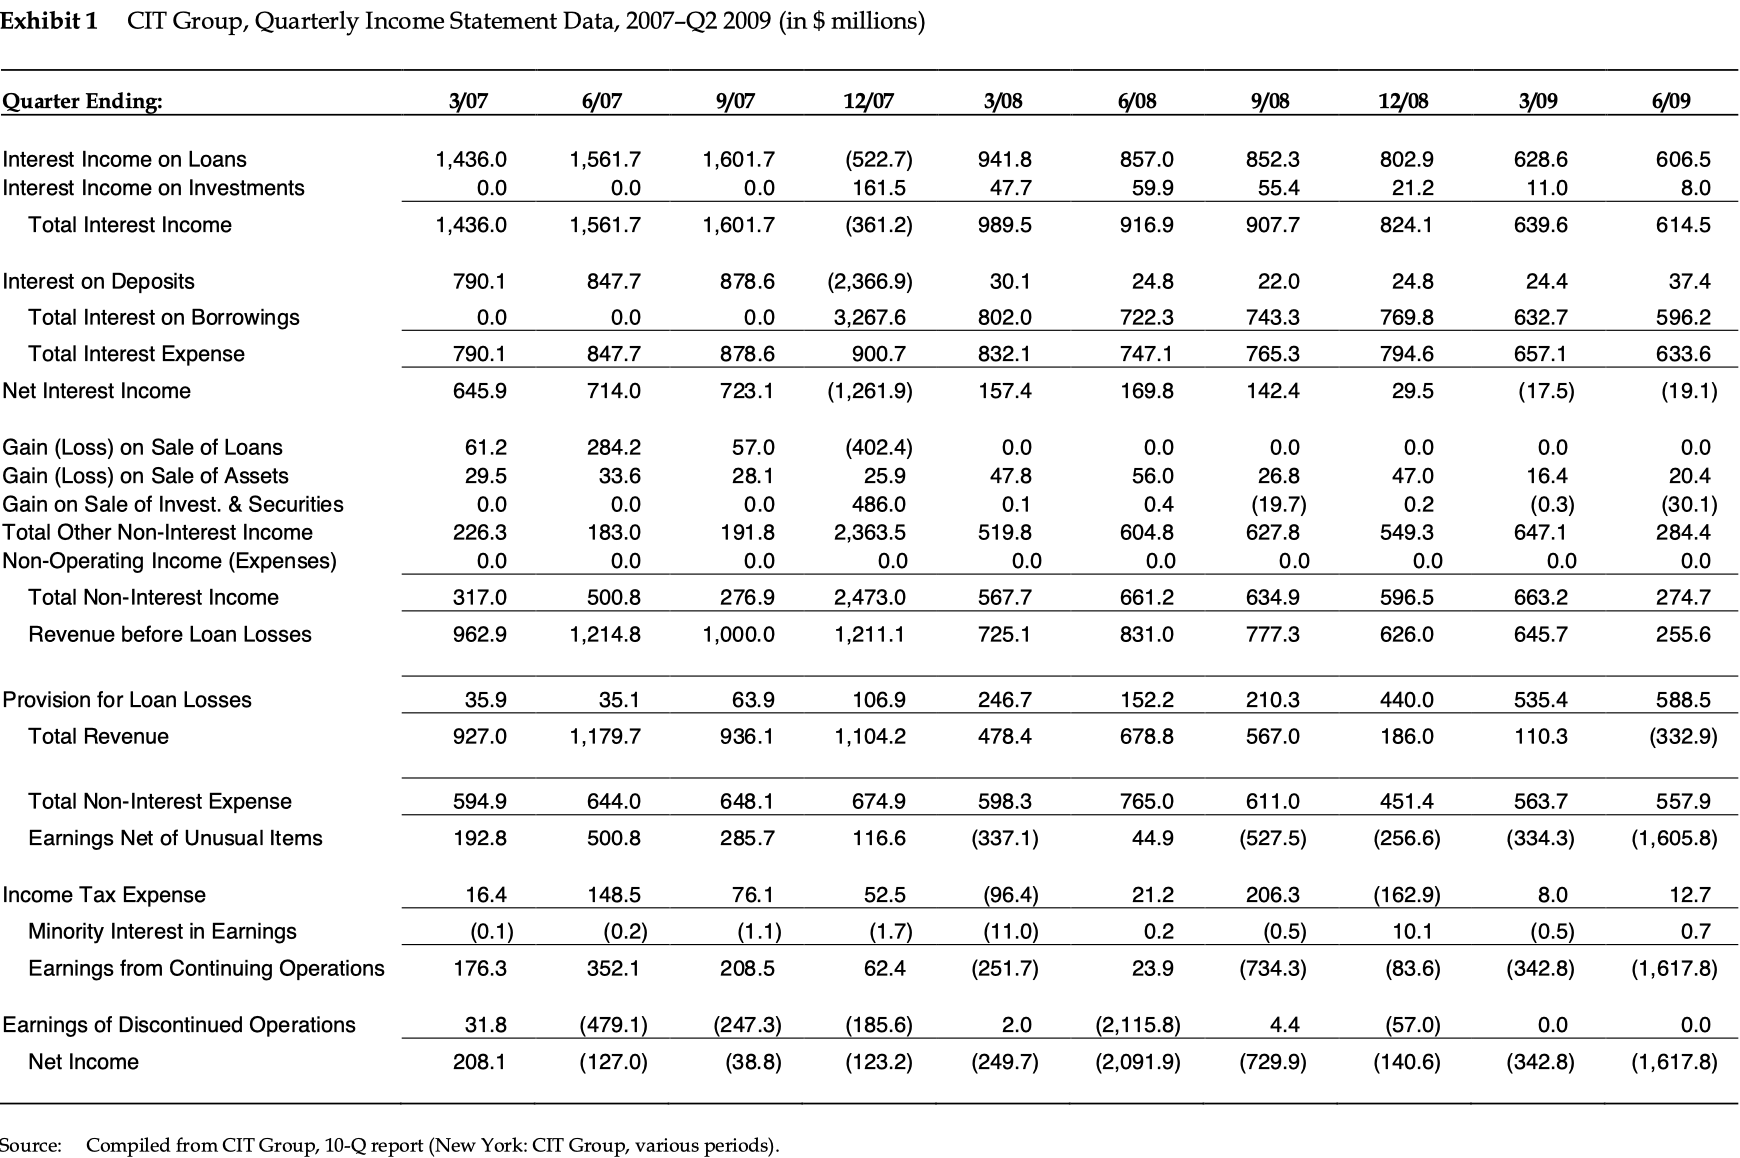 Exhibit 1 CIT Group, Quarterly Income Statement Data, 2007–Q2 2009 (in $ millions)
Quarter Ending: 3/07 6/07 9/07 12/07 3/08 6/08 9/08 12/08 3/09 6/09
Interest Income on Loans 1,436.0 1,561.7 1,601.7 (522.7) 941.8 857.0 852.3 802.9 628.6 606.5
Interest Income on Investments 0.0 0.0 0.0 161.5 47.7 59.9 55.4 21.2 11.0 8.0
Total Interest Income 1,436.0 1,561.7 1,601.7 (361.2) 989.5 916.9 907.7 824.1 639.6 614.5
Interest on Deposits 790.1 847.7 878.6 (2,366.9) 30.1 24.8 22.0 24.8 24.4 37.4
Total Interest on Borrowings 0.0 0.0 0.0 3,267.6 802.0 722.3 743.3 769.8 632.7 596.2
Total Interest Expense 790.1 847.7 878.6 900.7 832.1 747.1 765.3 794.6 657.1 633.6
Net Interest Income 645.9 714.0 723.1 (1,261.9) 157.4 169.8 142.4 29.5 (17.5) (19.1)
Gain (Loss) on Sale of Loans 61.2 284.2 57.0 (402.4) 0.0 0.0 0.0 0.0 0.0 0.0
Gain (Loss) on Sale of Assets 29.5 33.6 28.1 25.9 47.8 56.0 26.8 47.0 16.4 20.4
Gain on Sale of Invest. & Securities 0.0 0.0 0.0 486.0 0.1 0.4 (19.7) 0.2 (0.3) (30.1)
Total Other Non-Interest Income 226.3 183.0 191.8 2,363.5 519.8 604.8 627.8 549.3 647.1 284.4
Non-Operating Income (Expenses) 0.0 0.0 0.0 0.0 0.0 0.0 0.0 0.0 0.0 0.0
Total Non-Interest Income 317.0 500.8 276.9 2,473.0 567.7 661.2 634.9 596.5 663.2 274.7
Revenue before Loan Losses 962.9 1,214.8 1,000.0 1,211.1 725.1 831.0 777.3 626.0 645.7 255.6
Provision for Loan Losses 35.9 35.1 63.9 106.9 246.7 152.2 210.3 440.0 535.4 588.5
Total Revenue 927.0 1,179.7 936.1 1,104.2 478.4 678.8 567.0 186.0 110.3 (332.9)
Total Non-Interest Expense 594.9 644.0 648.1 674.9 598.3 765.0 611.0 451.4 563.7 557.9
Earnings Net of Unusual Items 192.8 500.8 285.7 116.6 (337.1) 44.9 (527.5) (256.6) (334.3) (1,605.8)
Income Tax Expense 16.4 148.5 76.1 52.5 (96.4) 21.2 206.3 (162.9) 8.0 12.7
Minority Interest in Earnings (0.1) (0.2) (1.1) (1.7) (11.0) 0.2 (0.5) 10.1 (0.5) 0.7
Earnings from Continuing Operations 176.3 352.1 208.5 62.4 (251.7) 23.9 (734.3) (83.6) (342.8) (1,617.8)
Earnings of Discontinued Operations 31.8 (479.1) (247.3) (185.6) 2.0 (2,115.8) 4.4 (57.0) 0.0 0.0
Net Income 208.1 (127.0) (38.8) (123.2) (249.7) (2,091.9) (729.9) (140.6) (342.8) (1,617.8)
Source: Compiled from CIT Group, 10-Q report (New York: CIT Group, various periods).